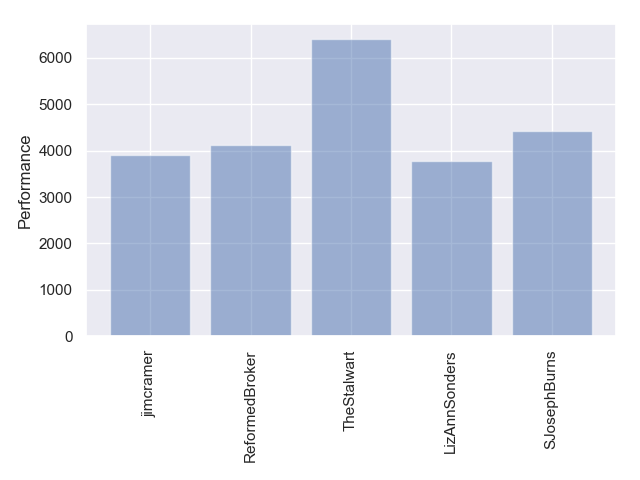 Performance
6000
5000
4000
3000
2000
1000
0
jimcramer
ReformedBroker
TheStalwart
LizAnnSonders
SJosephBurns